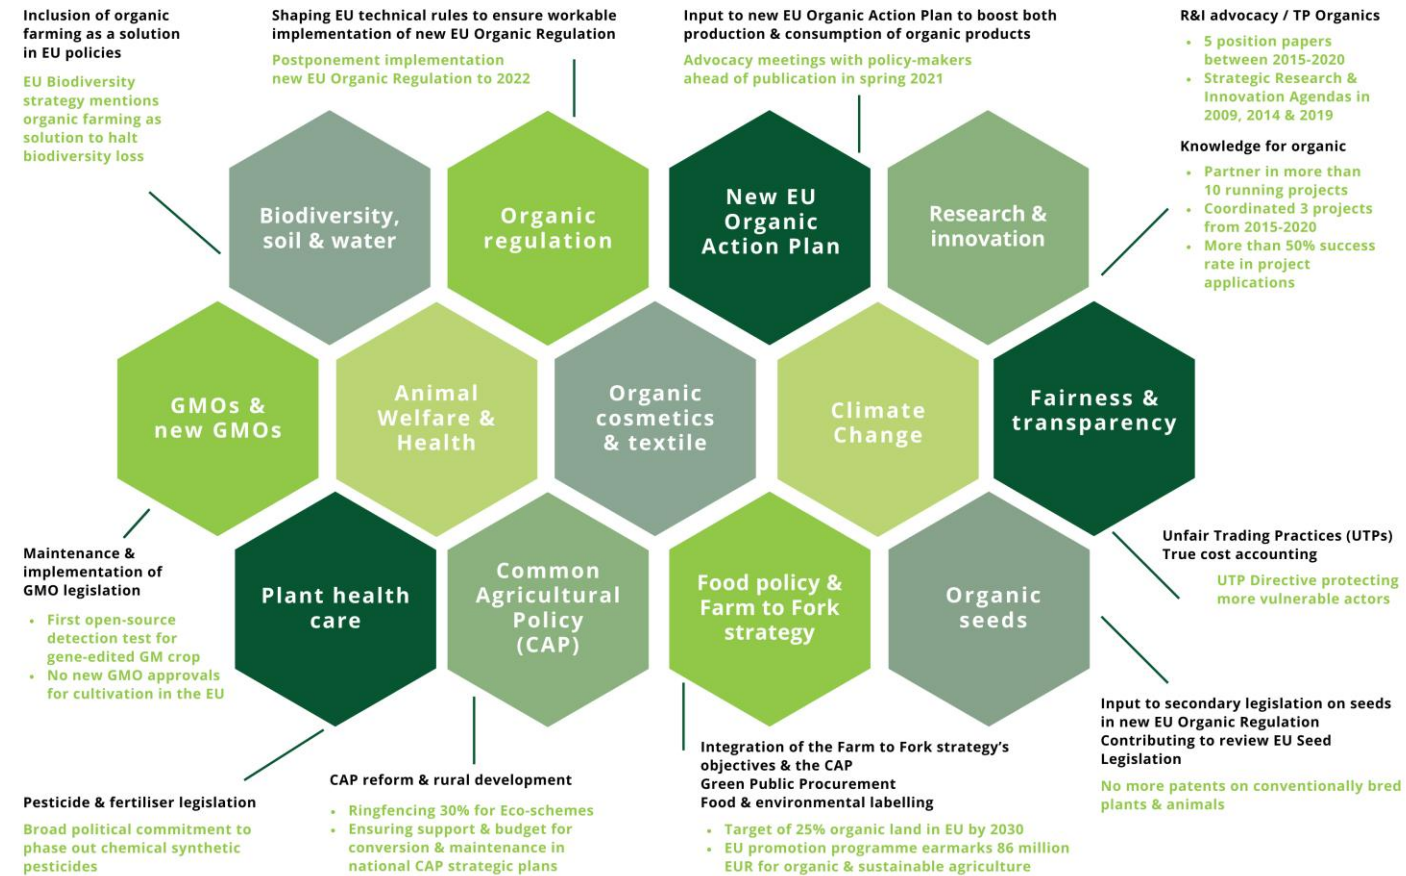 Inclusion of organic
farming as a solution
in EU policies
EU Biodiversity
strategy mentions
organic farming as
solution to halt
biodiversity loss
Shaping EU technical rules to ensure workable
implementation of new EU Organic Regulation
Postponement implementation
new EU Organic Regulation to 2022
Input to new EU Organic Action Plan to boost both
production & consumption of organic products
Advocacy meetings with policy-makers
ahead of publication in spring 2021
R&I advocacy / TP Organics
• 5 position papers
between 2015-2020
• Strategic Research &
Innovation Agendas in
2009, 2014 & 2019
Knowledge for organic
• Partner in more than
10 running projects
• Coordinated 3 projects
from 2015-2020
• More than 50% success
rate in project
applications
Biodiversity,
soil & water
Organic
regulation
New EU
Organic
Action Plan
Research &
innovation
GMOs &
new GMOs
Animal
Welfare &
Health
Organic
cosmetics
& textile
Climate
Change
Fairness &
transparency
Plant health
care
Common
Agricultural
Policy
(CAP)
Food policy &
Farm to Fork
strategy
Organic
seeds
Maintenance &
implementation of
GMO legislation
• First open-source
detection test for
gene-edited GM crop
• No new GMO approvals
for cultivation in the EU
Unfair Trading Practices (UTPs)
True cost accounting
UTP Directive protecting
more vulnerable actors
Pesticide & fertiliser legislation
Broad political commitment to
phase out chemical synthetic
pesticides
CAP reform & rural development
• Ringfencing 30% for Eco-schemes
• Ensuring support & budget for
conversion & maintenance in
national CAP strategic plans
Integration of the Farm to Fork strategy's
objectives & the CAP
Green Public Procurement
Food & environmental labelling
• Target of 25% organic land in EU by 2030
• EU promotion programme earmarks 86 million
EUR for organic & sustainable agriculture
Input to secondary legislation on seeds
in new EU Organic Regulation
Contributing to review EU Seed
Legislation
No more patents on conventionally bred
plants & animals